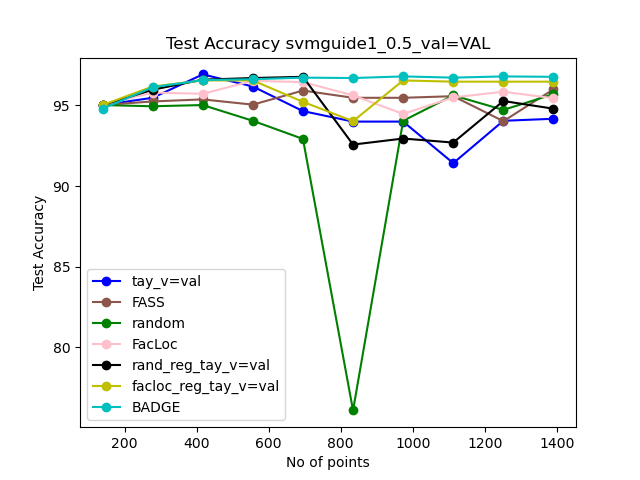 Test Accuracy svmguide1_0.5_val=VAL
Test Accuracy
95
90
85
80
tay_v=val
FASS
random
FacLoc
rand_reg_tay_v=val
facloc_reg_tay_v=val
BADGE
200 400 600 800 1000 1200 1400
No of points